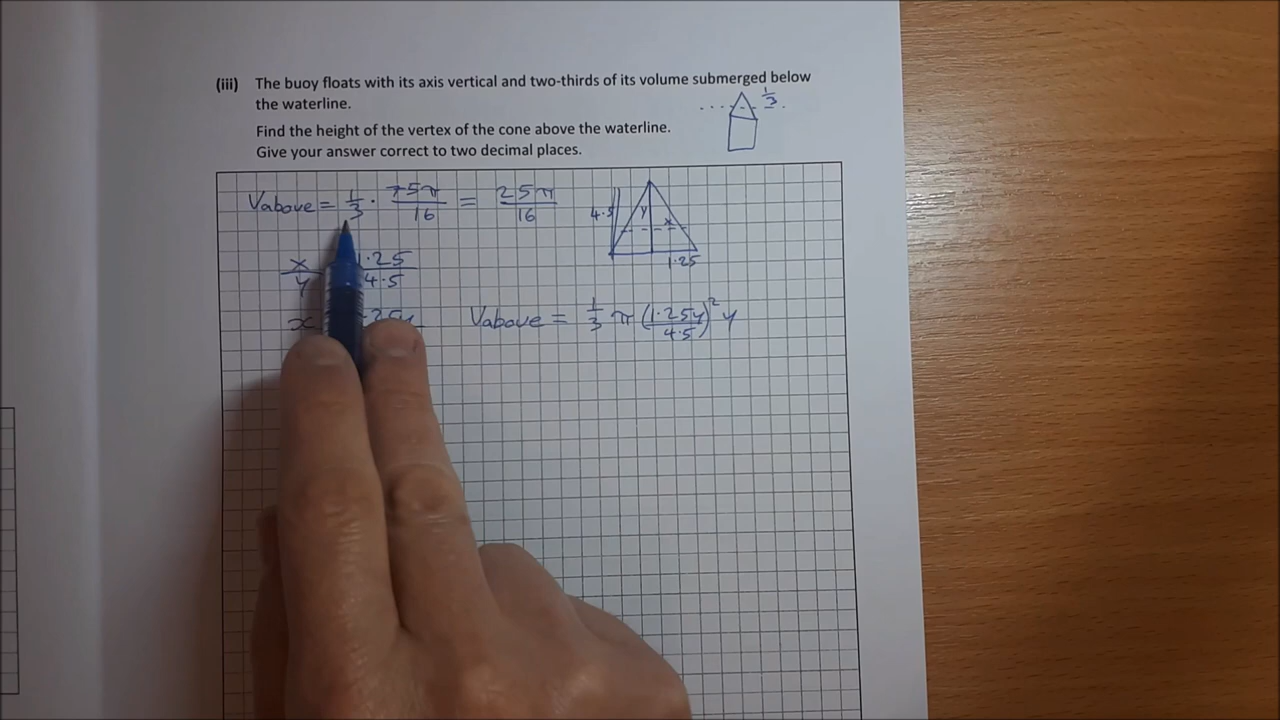 (iii) The buoy floats with its axis vertical and two-thirds of its volume submerged below
the waterline.
1/3
Find the height of the vertex of the cone above the waterline.
Give your answer correct to two decimal places.
Vabove = 1/3 · 75π/16 = 25π/16
4.5 y x
1.25
x/y 1.25/4.5
x .25y Vabove = 1/3 π (1.25y/4.5)² y